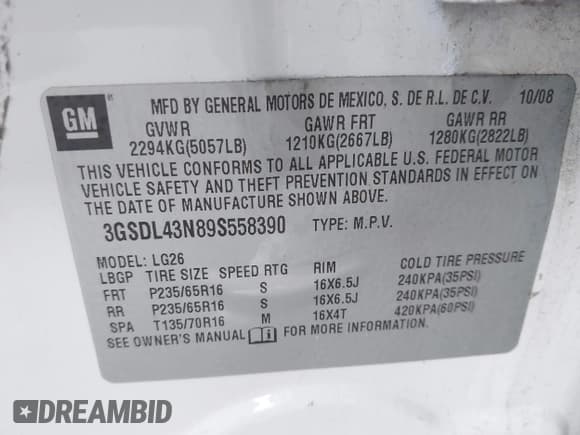 GM
MFD BY GENERAL MOTORS DE MEXICO, S. DE R.L. DE C.V. 10/08
GVWR GAWR FRT GAWR RR
2294KG(5057LB) 1210KG(2667LB) 1280KG(2822LB)
THIS VEHICLE CONFORMS TO ALL APPLICABLE U.S. FEDERAL MOTOR
VEHICLE SAFETY AND THEFT PREVENTION STANDARDS IN EFFECT ON
THE DATE OF MANUFACTURE SHOWN ABOVE.
3GSDL43N89S558390 TYPE: M.P.V.
MODEL: LG26
LBGP TIRE SIZE SPEED RTG RIM COLD TIRE PRESSURE
FRT P235/65R16 S 16X6.5J 240KPA(35PSI)
RR P235/65R16 S 16X6.5J 240KPA(35PSI)
SPA T135/70R16 M 16X4T 420KPA(60PSI)
SEE OWNER'S MANUAL FOR MORE INFORMATION.
DREAMBID